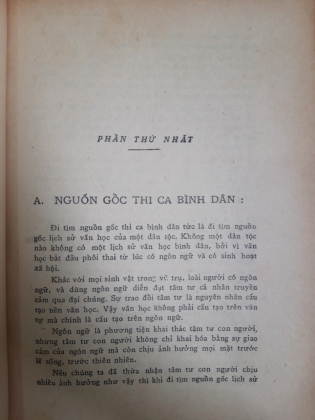 PHẦN THỨ NHẤT
A. NGUỒN GỐC THI CA BÌNH DÂN :
Đi tìm nguồn gốc thi ca bình dân tức là đi tìm nguồn
gốc lịch sử văn học của một dân tộc. Không một dân tộc
nào không có một lịch sử văn học bình dân, bởi vì văn
học bắt đầu phôi thai từ lúc có ngôn ngữ và có sinh hoạt
xã hội.
Khác với mọi sinh vật trong vũ trụ, loài người có ngôn
ngữ, và dùng ngôn ngữ diễn đạt tâm tư cá nhân truyền
cảm qua đại chúng. Sự trao đổi tâm tư là nguyên nhân cấu
tạo nên văn học. Vậy văn học không phải cấu tạo trên văn
tự mà chính là cấu tạo trên ngôn ngữ.
Ngôn ngữ là phương tiện khai thác tâm tư con người,
nhưng tâm tư con người không chỉ khai hóa bằng sự giao
cảm của ngôn ngữ mà còn chịu ảnh hưởng mọi mặt trước
lẽ sống, trước thiên nhiên.
Nếu chúng ta đã thừa nhận tâm tư con người chịu
nhiều ảnh hưởng như vậy thì khi đi tìm nguồn gốc lịch sử